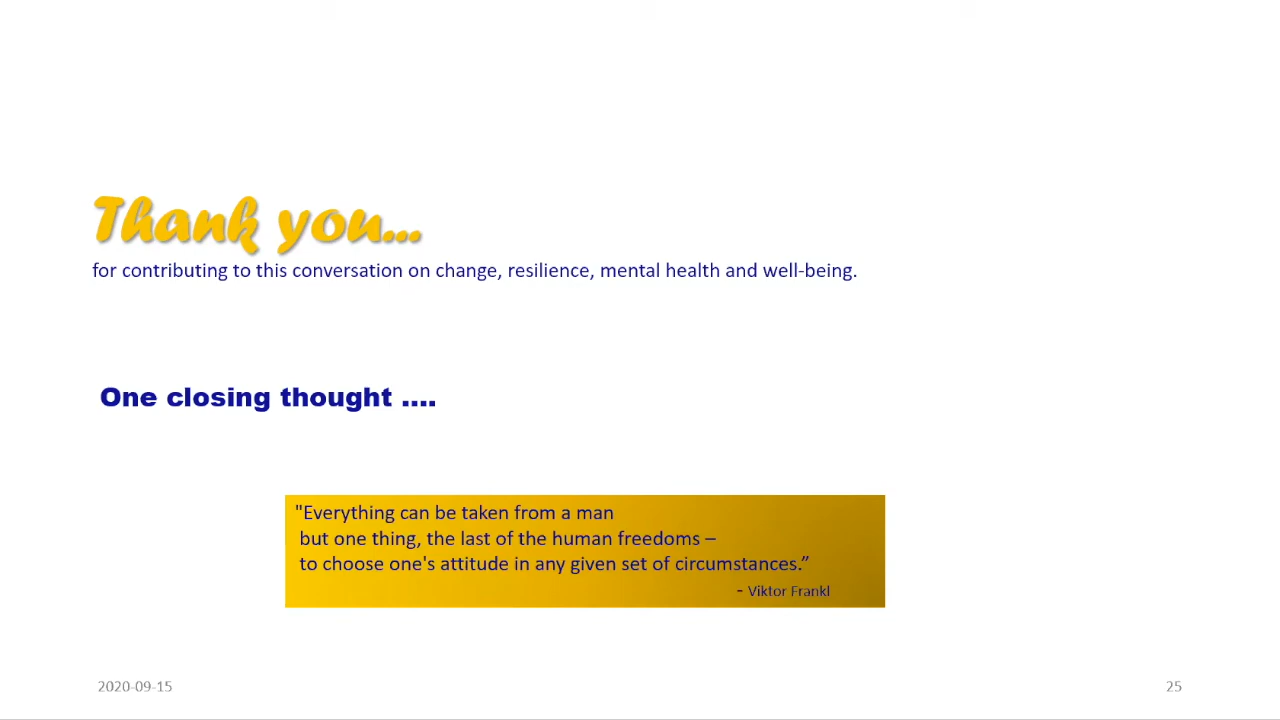 Thank you...
for contributing to this conversation on change, resilience, mental health and well-being.
One closing thought ....
"Everything can be taken from a man
but one thing, the last of the human freedoms –
to choose one's attitude in any given set of circumstances.”
- Viktor Frankl
2020-09-15
25